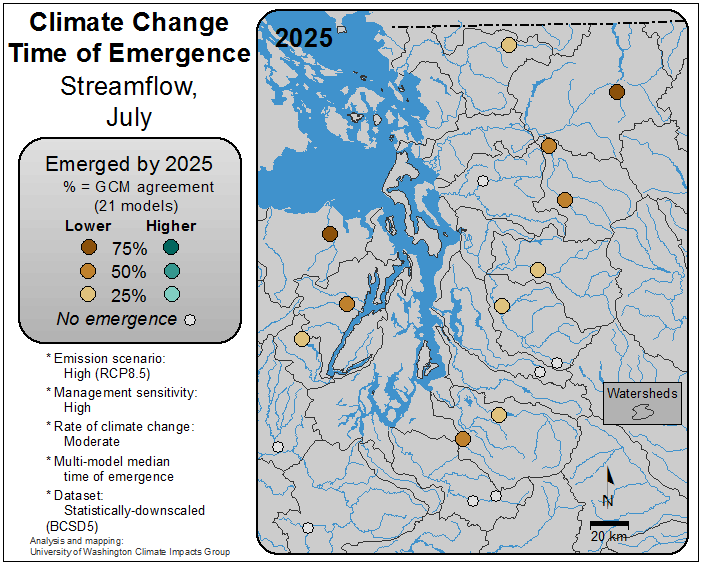 Climate Change
Time of Emergence
Streamflow,
July
Emerged by 2025
% = GCM agreement
(21 models)
Lower Higher
75%
50%
25%
No emergence
* Emission scenario:
High (RCP8.5)
* Management sensitivity:
High
* Rate of climate change:
Moderate
* Multi-model median
time of emergence
* Dataset:
Statistically-downscaled
(BCSD5)
Analysis and mapping:
University of Washington Climate Impacts Group
2025
Watersheds
N
20 km